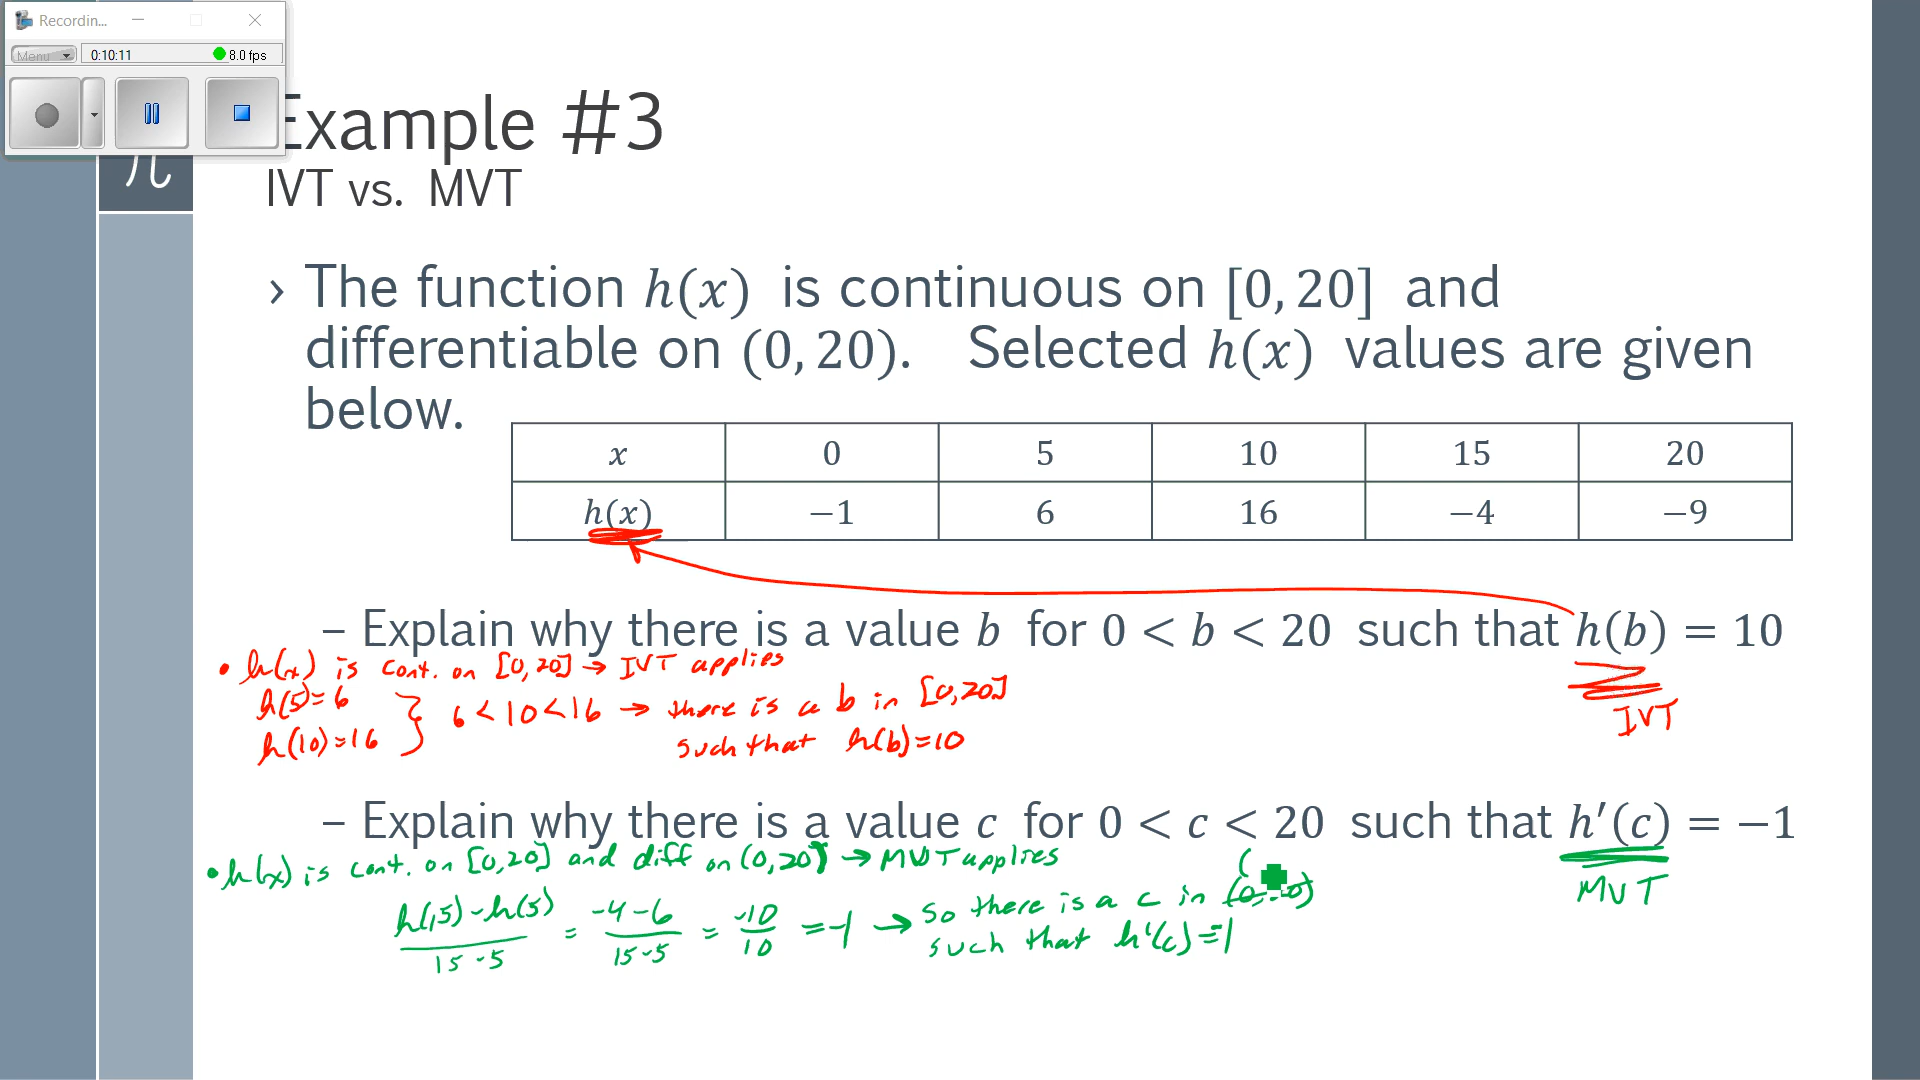 Recordin...
Menu 0:10:11 8.0 fps
π
Example #3
IVT vs. MVT
› The function h(x) is continuous on [0, 20] and
differentiable on (0, 20). Selected h(x) values are given
below.
x 0 5 10 15 20
h(x) −1 6 16 −4 −9
– Explain why there is a value b for 0 < b < 20 such that h(b) = 10
• h(x) is cont. on [0,20] → IVT applies
h(5)=6
h(10)=16
} 6 < 10 < 16 → there is a b in [0,20]
such that h(b)=10
IVT
– Explain why there is a value c for 0 < c < 20 such that h′(c) = −1
• h(x) is cont. on [0,20] and diff on (0,20) → MVT applies
MVT
h(15)-h(5) / 15-5 = -4-6 / 15-5 = -10 / 10 = -1 → so there is a c in (
such that h'(c)=-1